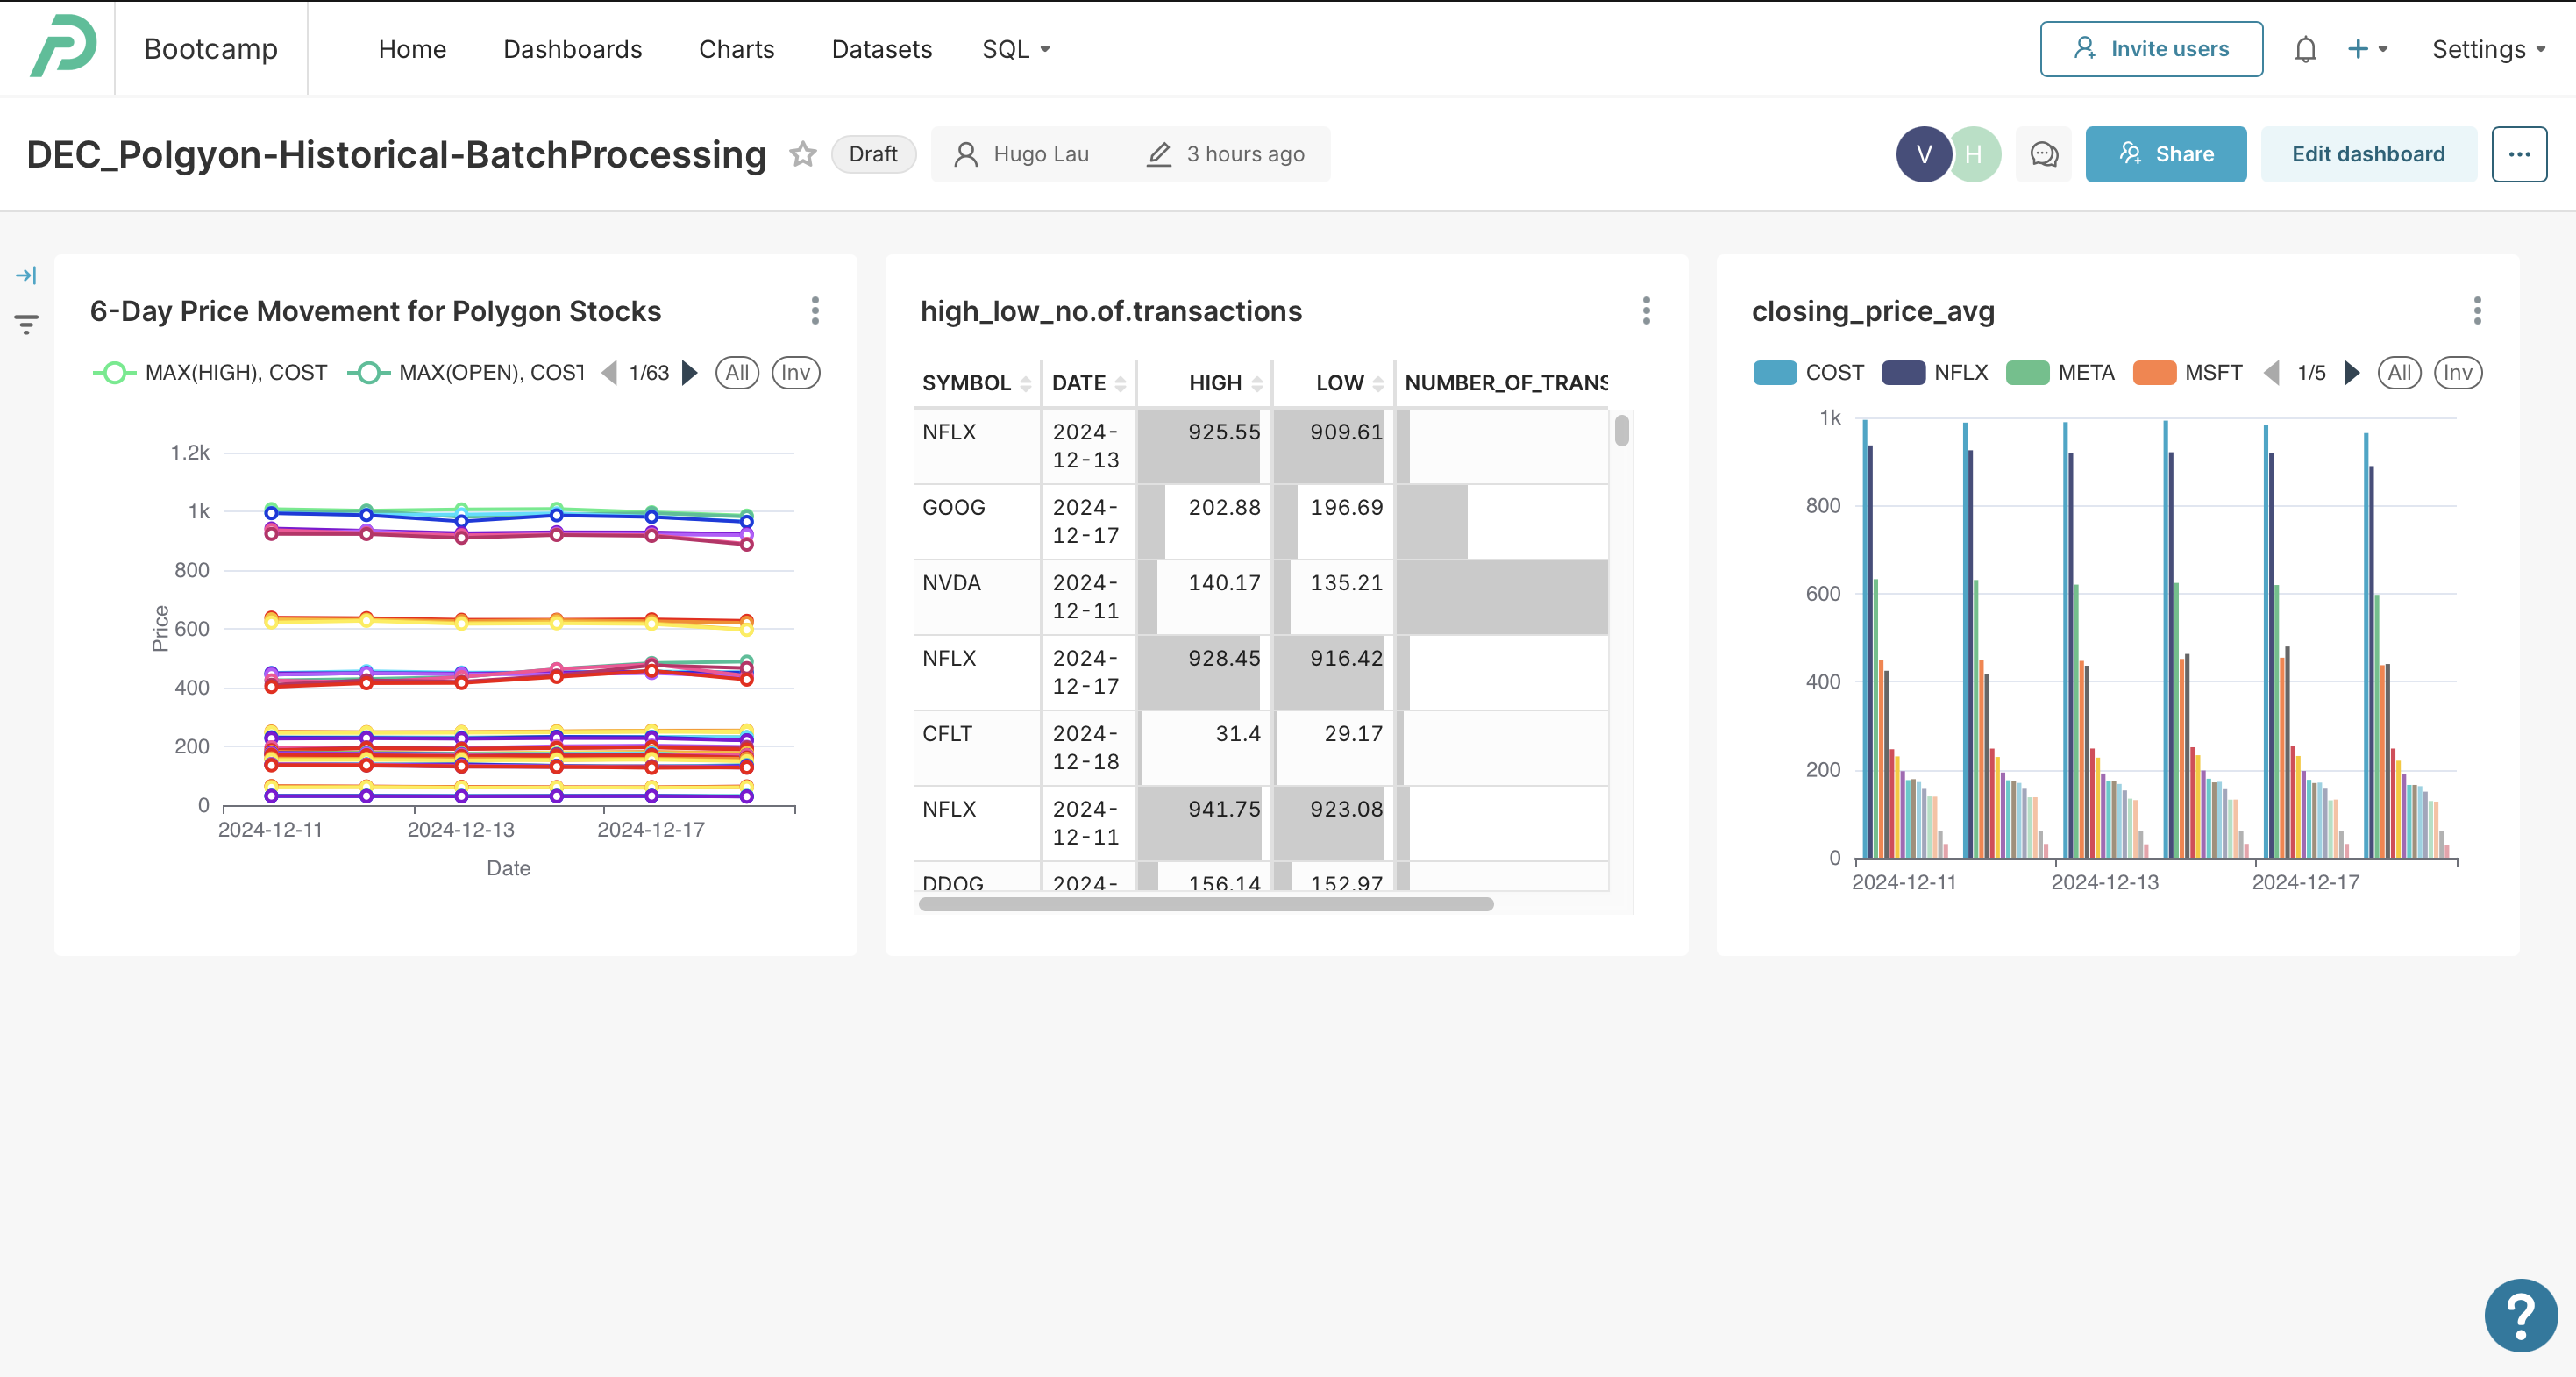 Bootcamp Home Dashboards Charts Datasets SQL Invite users + Settings
DEC_Polgyon-Historical-BatchProcessing Draft Hugo Lau 3 hours ago V H Share Edit dashboard ...
6-Day Price Movement for Polygon Stocks
MAX(HIGH), COST MAX(OPEN), COST 1/63 All Inv
1.2k
1k
800
600
400
200
0
Price
2024-12-11 2024-12-13 2024-12-17
Date
high_low_no.of.transactions
SYMBOL DATE HIGH LOW NUMBER_OF_TRANS
NFLX 2024-12-13 925.55 909.61
GOOG 2024-12-17 202.88 196.69
NVDA 2024-12-11 140.17 135.21
NFLX 2024-12-17 928.45 916.42
CFLT 2024-12-18 31.4 29.17
NFLX 2024-12-11 941.75 923.08
DDOG 2024- 156.14 152.97
closing_price_avg
COST NFLX META MSFT 1/5 All Inv
1k
800
600
400
200
0
2024-12-11 2024-12-13 2024-12-17
?